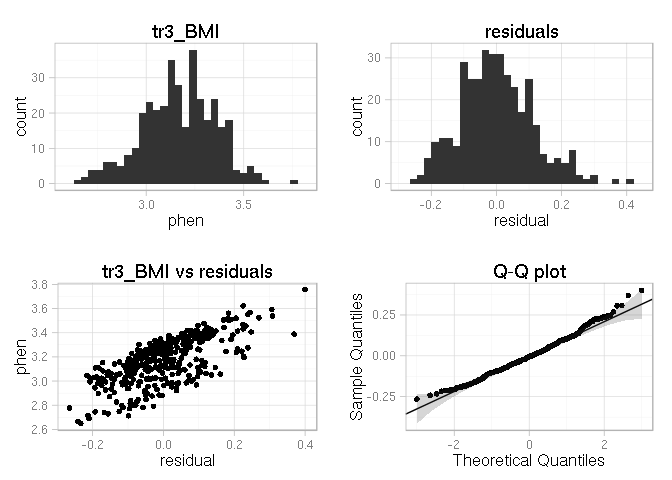 tr3_BMI
count
30
20
10
0
3.0
3.5
phen
residuals
count
30
20
10
0
-0.2
0.0
0.2
0.4
residual
tr3_BMI vs residuals
phen
3.8
3.6
3.4
3.2
3.0
2.8
2.6
-0.2
0.0
0.2
0.4
residual
Q-Q plot
Sample Quantiles
0.25
0.00
-0.25
-2
0
2
Theoretical Quantiles